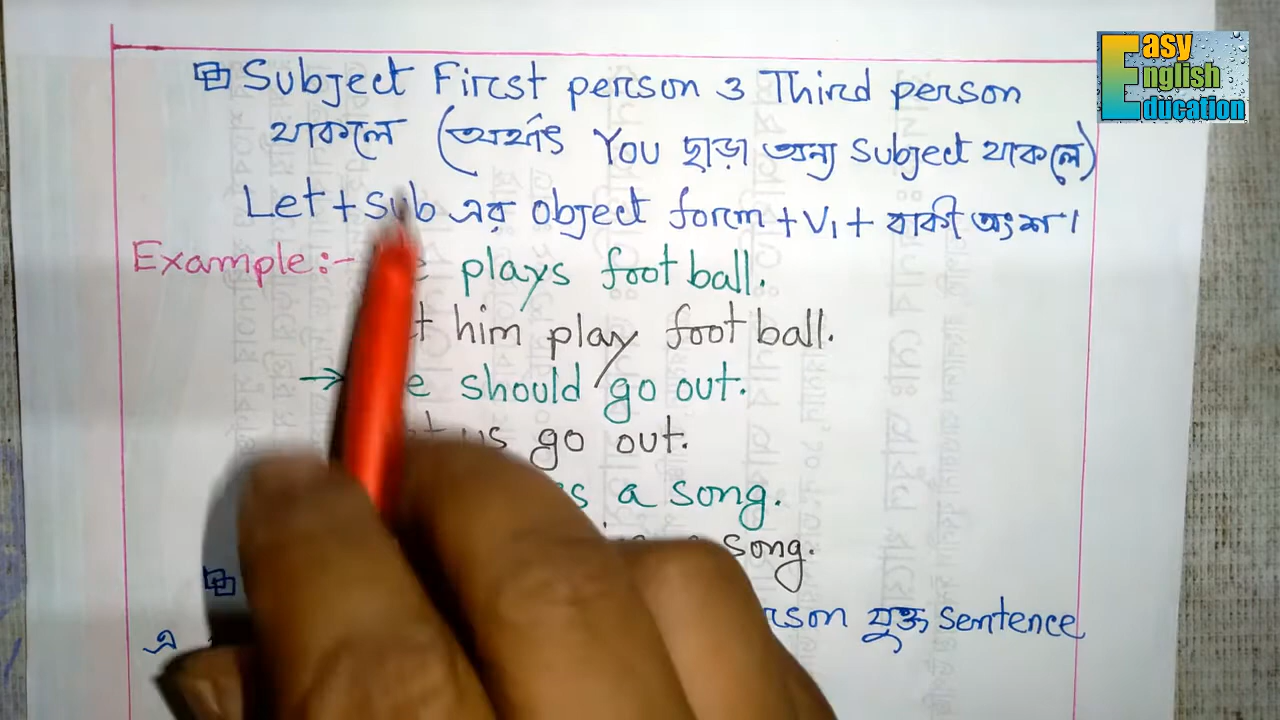 Easy
English
Education
Subject First person ও Third person
থাকলে (অর্থাৎ You ছাড়া অন্য Subject থাকলে)
Let + Sub এর object form + V1 + বাকী অংশ।
Example:- plays football.
him play football.
→ should go out.
us go out.
a song.
song.
যুক্ত sentence
এ